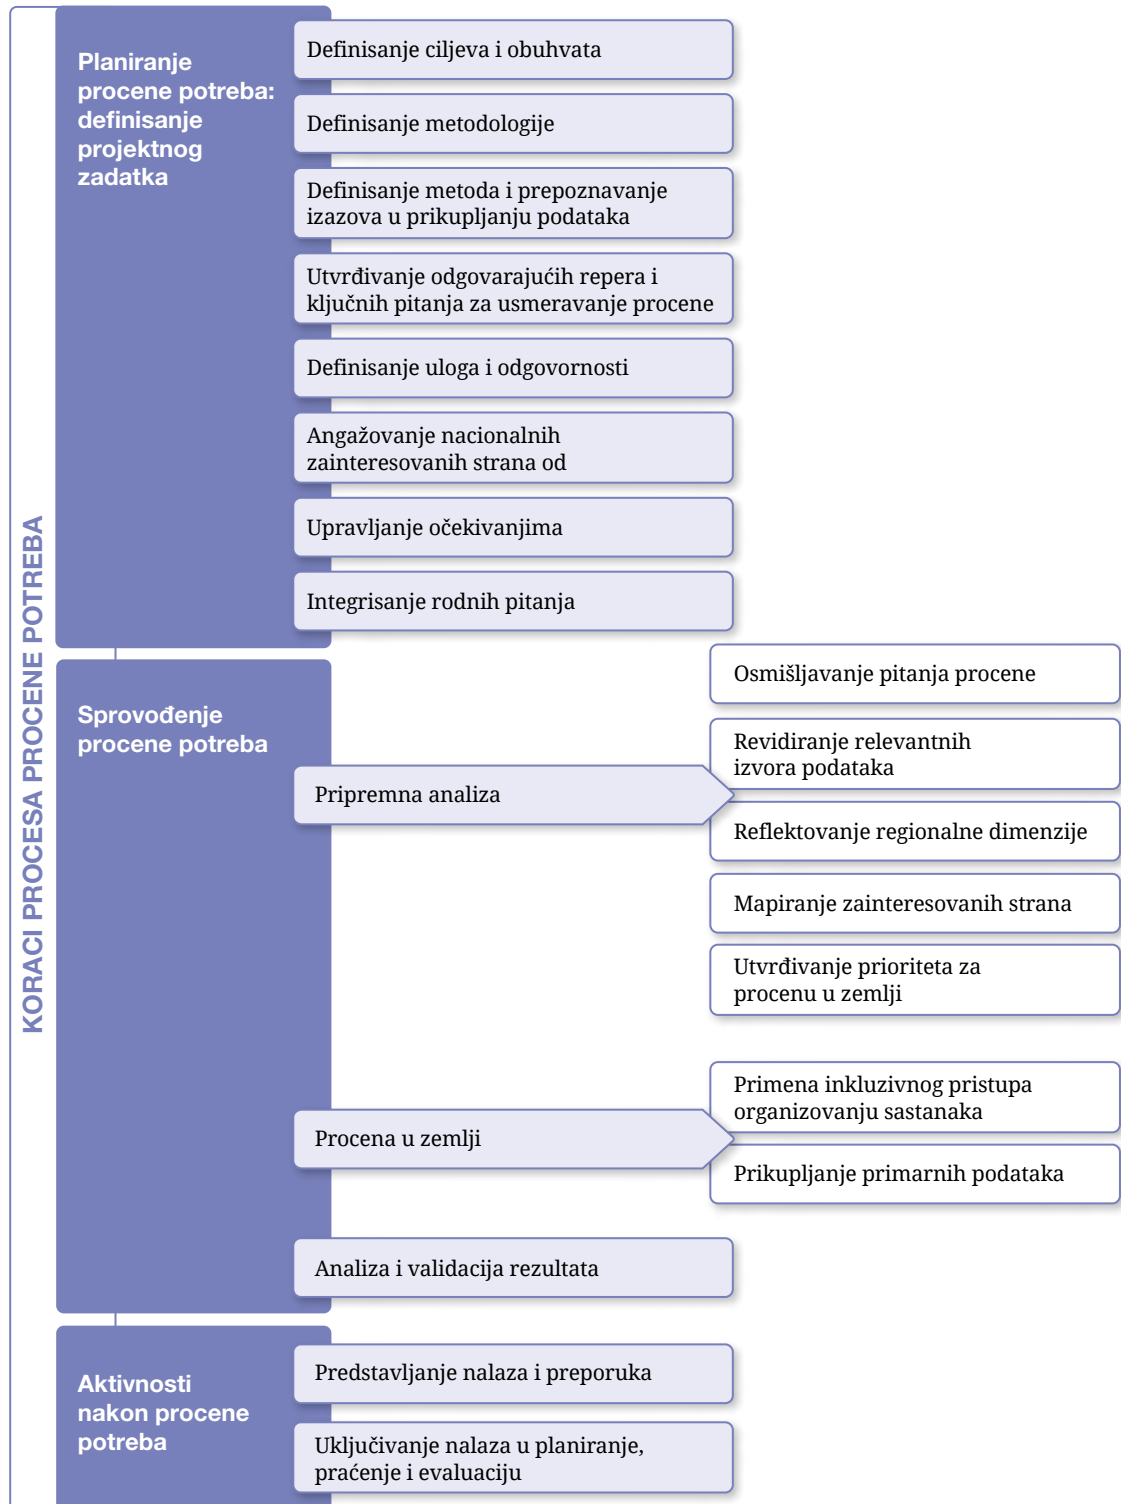 KORACI PROCESA PROCENE POTREBA
Planiranje
procene potreba:
definisanje
projektnog
zadatka
Definisanje ciljeva i obuhvata
Definisanje metodologije
Definisanje metoda i prepoznavanje
izazova u prikupljanju podataka
Utvrđivanje odgovarajućih repera i
ključnih pitanja za usmeravanje procene
Definisanje uloga i odgovornosti
Angažovanje nacionalnih
zainteresovanih strana od
Upravljanje očekivanjima
Integrisanje rodnih pitanja
Sprovođenje
procene potreba
Pripremna analiza
Osmišljavanje pitanja procene
Revidiranje relevantnih
izvora podataka
Reflektovanje regionalne dimenzije
Mapiranje zainteresovanih strana
Utvrđivanje prioriteta za
procenu u zemlji
Procena u zemlji
Primena inkluzivnog pristupa
organizovanju sastanaka
Prikupljanje primarnih podataka
Analiza i validacija rezultata
Aktivnosti
nakon procene
potreba
Predstavljanje nalaza i preporuka
Uključivanje nalaza u planiranje,
praćenje i evaluaciju